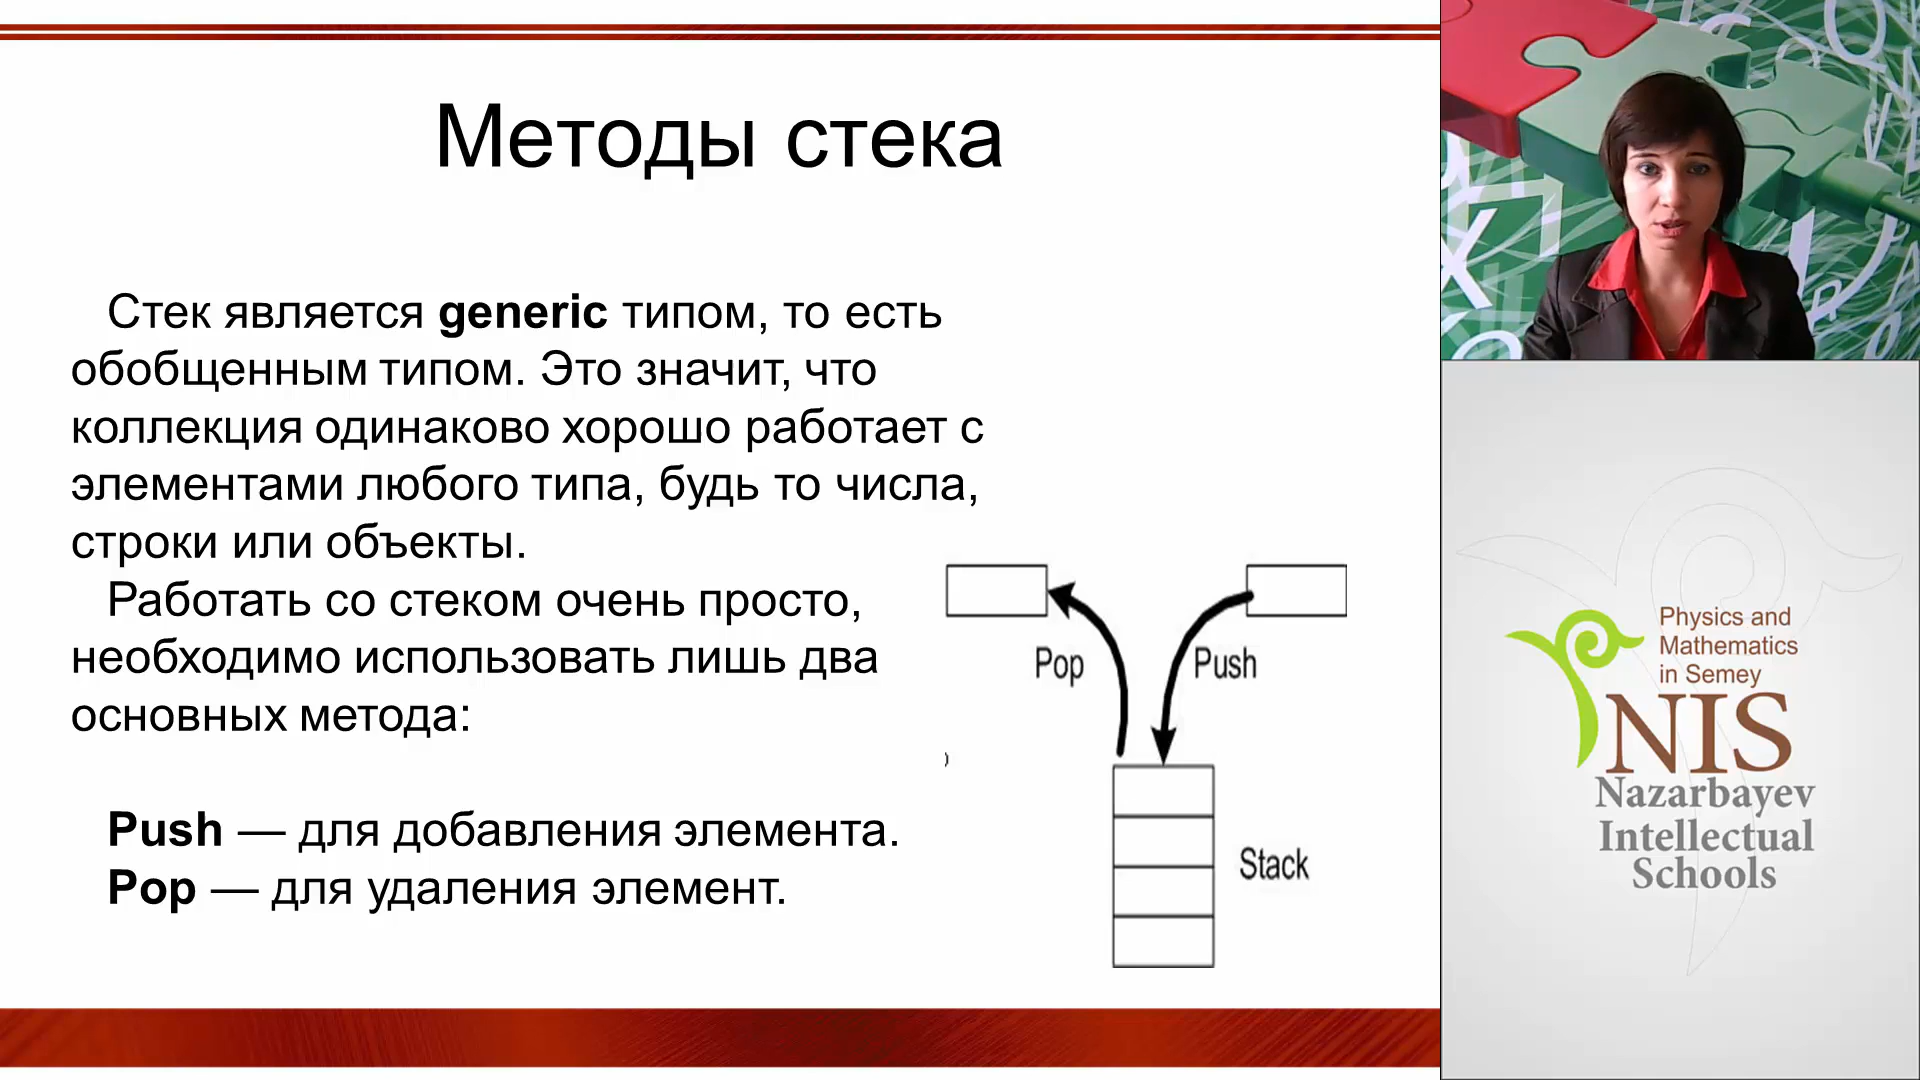 Методы стека
Стек является generic типом, то есть
обобщенным типом. Это значит, что
коллекция одинаково хорошо работает с
элементами любого типа, будь то числа,
строки или объекты.
Работать со стеком очень просто,
необходимо использовать лишь два
основных метода:
Push — для добавления элемента.
Pop — для удаления элемент.
Pop
Push
Stack
Physics and
Mathematics
in Semey
NIS
Nazarbayev
Intellectual
Schools